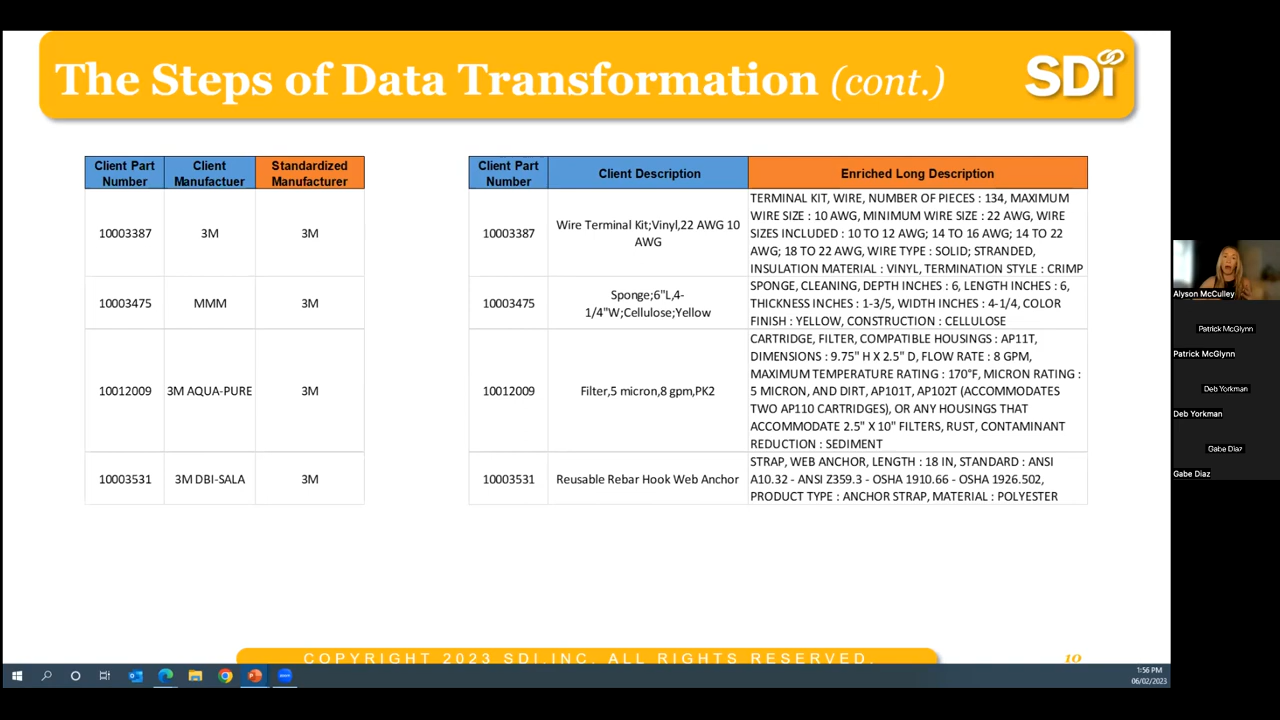 The Steps of Data Transformation (cont.)
SDi
Client Part Number
Client Manufactuer
Standardized Manufacturer
10003387
3M
3M
10003475
MMM
3M
10012009
3M AQUA-PURE
3M
10003531
3M DBI-SALA
3M
Client Part Number
Client Description
Enriched Long Description
10003387
Wire Terminal Kit;Vinyl,22 AWG 10
AWG
TERMINAL KIT, WIRE, NUMBER OF PIECES : 134, MAXIMUM
WIRE SIZE : 10 AWG, MINIMUM WIRE SIZE : 22 AWG, WIRE
SIZES INCLUDED : 10 TO 12 AWG; 14 TO 16 AWG; 14 TO 22
AWG; 18 TO 22 AWG, WIRE TYPE : SOLID; STRANDED,
INSULATION MATERIAL : VINYL, TERMINATION STYLE : CRIMP
10003475
Sponge;6"L,4-
1/4"W;Cellulose;Yellow
SPONGE, CLEANING, DEPTH INCHES : 6, LENGTH INCHES : 6,
THICKNESS INCHES : 1-3/5, WIDTH INCHES : 4-1/4, COLOR
FINISH : YELLOW, CONSTRUCTION : CELLULOSE
10012009
Filter,5 micron,8 gpm,PK2
CARTRIDGE, FILTER, COMPATIBLE HOUSINGS : AP11T,
DIMENSIONS : 9.75" H X 2.5" D, FLOW RATE : 8 GPM,
MAXIMUM TEMPERATURE RATING : 170°F, MICRON RATING :
5 MICRON, AND DIRT, AP101T, AP102T (ACCOMMODATES
TWO AP110 CARTRIDGES), OR ANY HOUSINGS THAT
ACCOMMODATE 2.5" X 10" FILTERS, RUST, CONTAMINANT
REDUCTION : SEDIMENT
10003531
Reusable Rebar Hook Web Anchor
STRAP, WEB ANCHOR, LENGTH : 18 IN, STANDARD : ANSI
A10.32 - ANSI Z359.3 - OSHA 1910.66 - OSHA 1926.502,
PRODUCT TYPE : ANCHOR STRAP, MATERIAL : POLYESTER
COPYRIGHT 2023 SDI,INC. ALL RIGHTS RESERVED.
10
1:56 PM
06/02/2023
Alyson McCulley
Patrick McGlynn
Patrick McGlynn
Deb Yorkman
Deb Yorkman
Gabe Diaz
Gabe Diaz